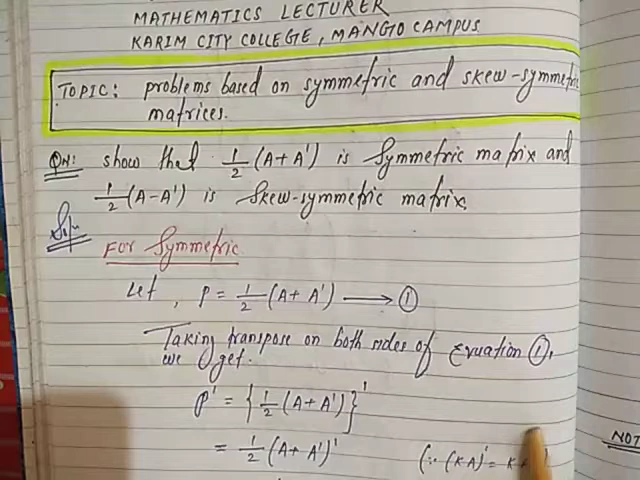 MATHEMATICS LECTURER
KARIM CITY COLLEGE, MANGO CAMPUS
TOPIC: problems based on symmetric and skew-symmetric
matrices.
QN: show that 1/2 (A+A') is Symmetric matrix and
1/2 (A-A') is Skew-symmetric matrix.
Soln
FOR Symmetric
Let, P = 1/2 (A+A') → ①
Taking transpose on both sides of Equation ①,
we get.
P' = {1/2 (A+A')}'
= 1/2 (A+A')' (∵ (KA)' = K
NOT